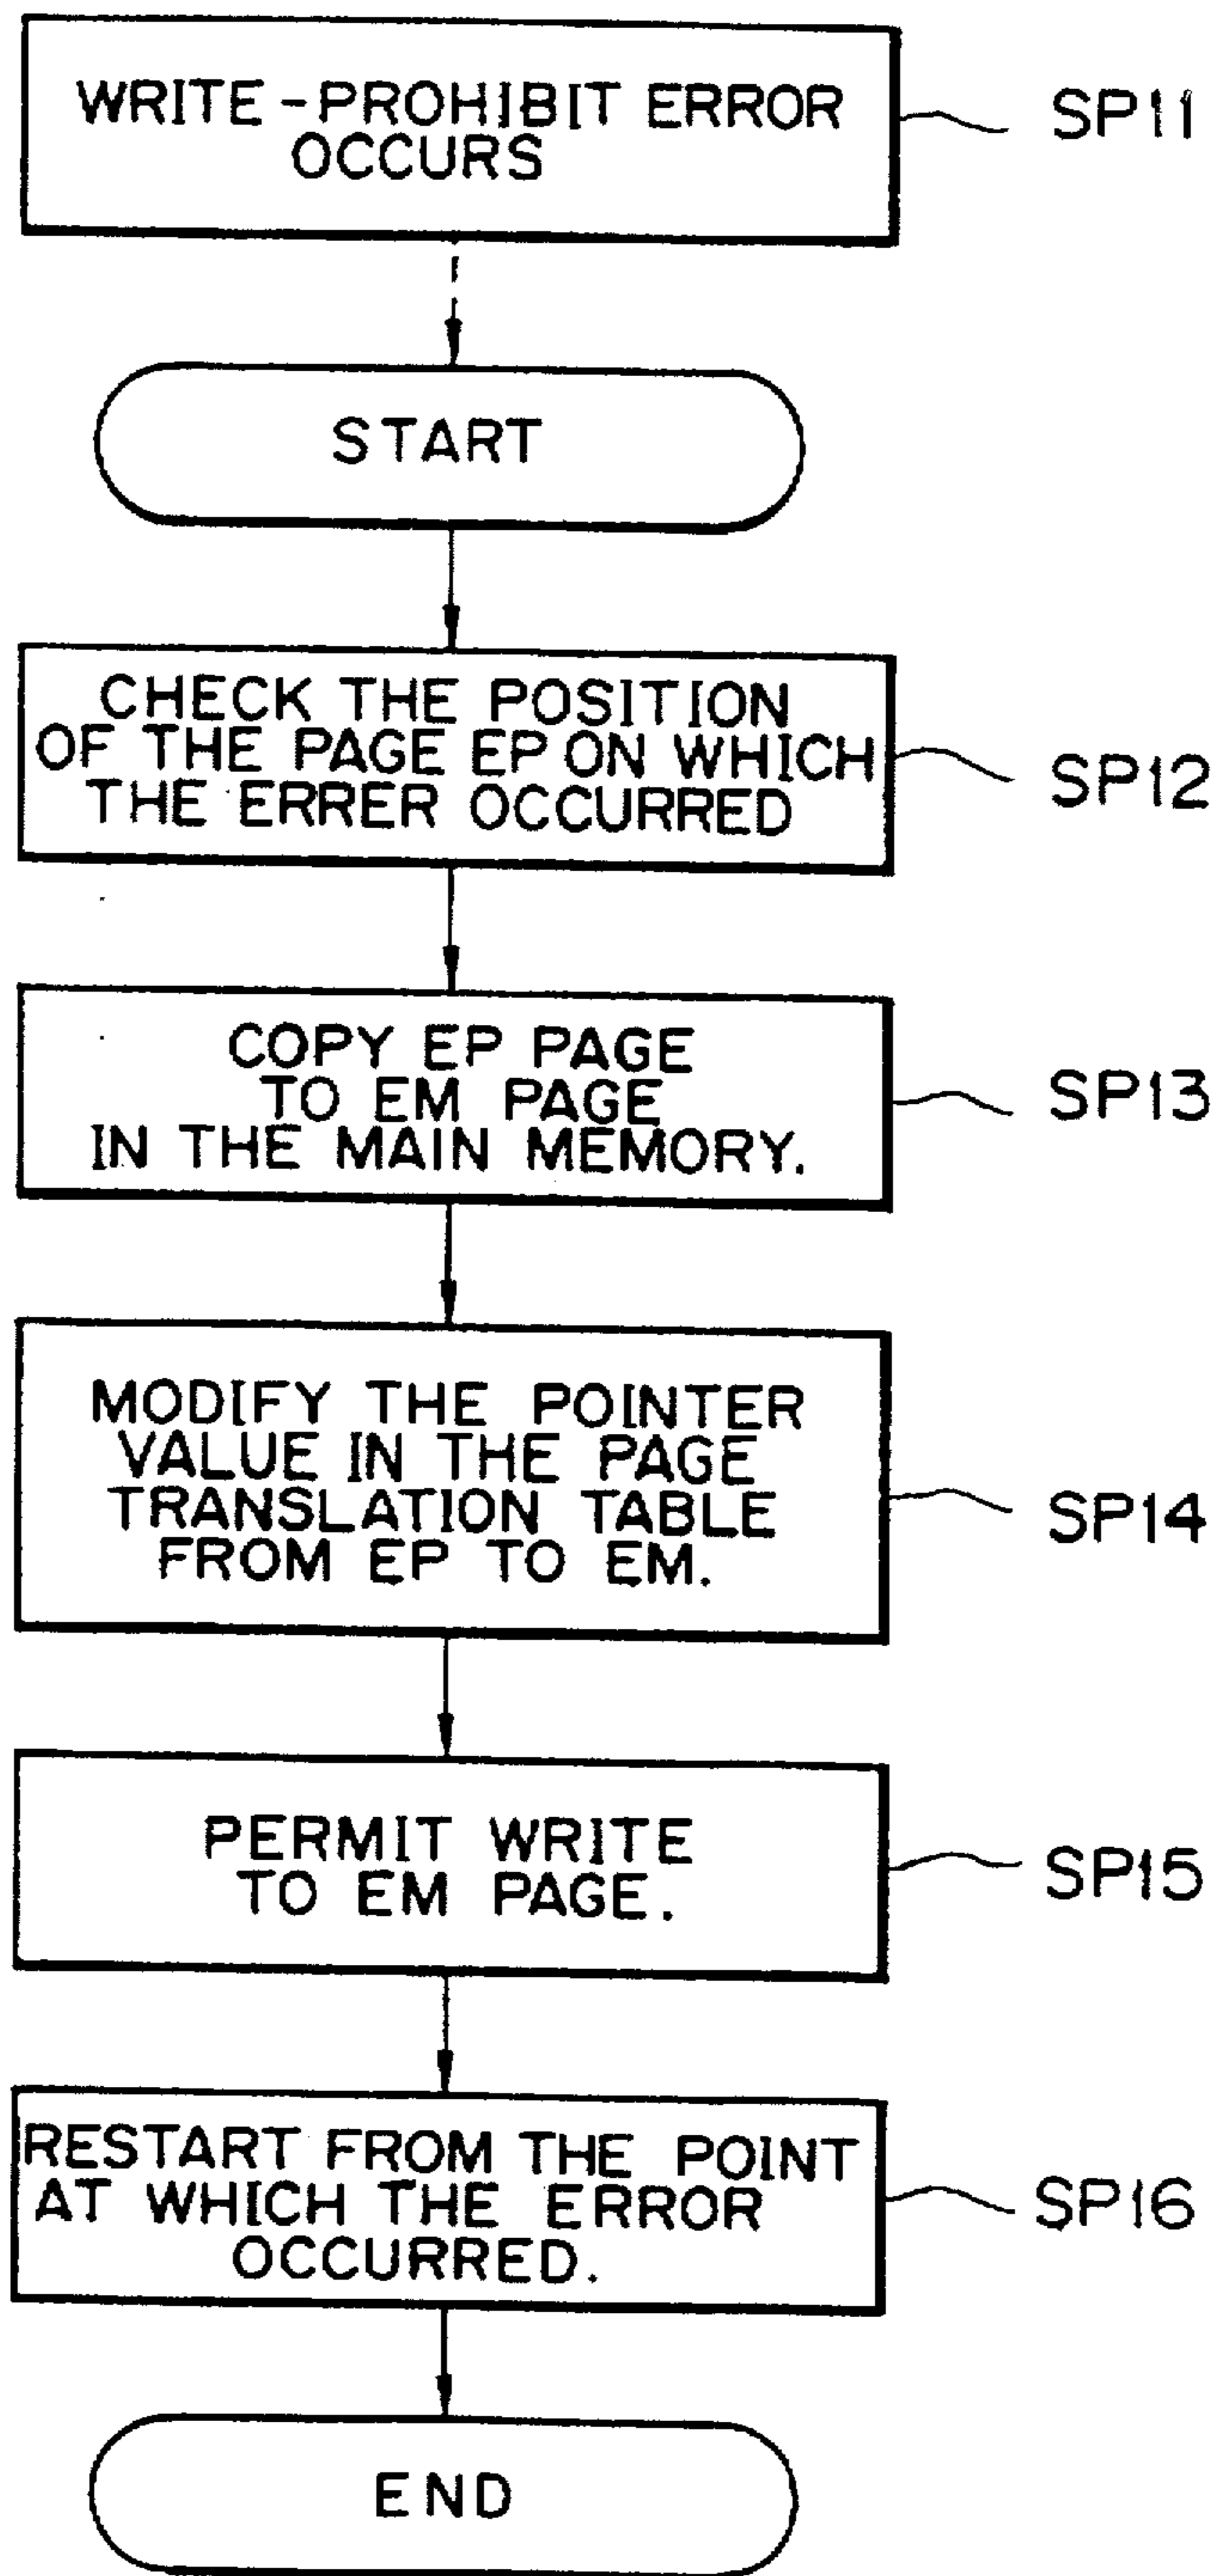 WRITE-PROHIBIT ERROR
OCCURS
SP11
START
CHECK THE POSITION
OF THE PAGE EP ON WHICH
THE ERRER OCCURRED
SP12
COPY EP PAGE
TO EM PAGE
IN THE MAIN MEMORY.
SP13
MODIFY THE POINTER
VALUE IN THE PAGE
TRANSLATION TABLE
FROM EP TO EM.
SP14
PERMIT WRITE
TO EM PAGE.
SP15
RESTART FROM THE POINT
AT WHICH THE ERROR
OCCURRED.
SP16
END